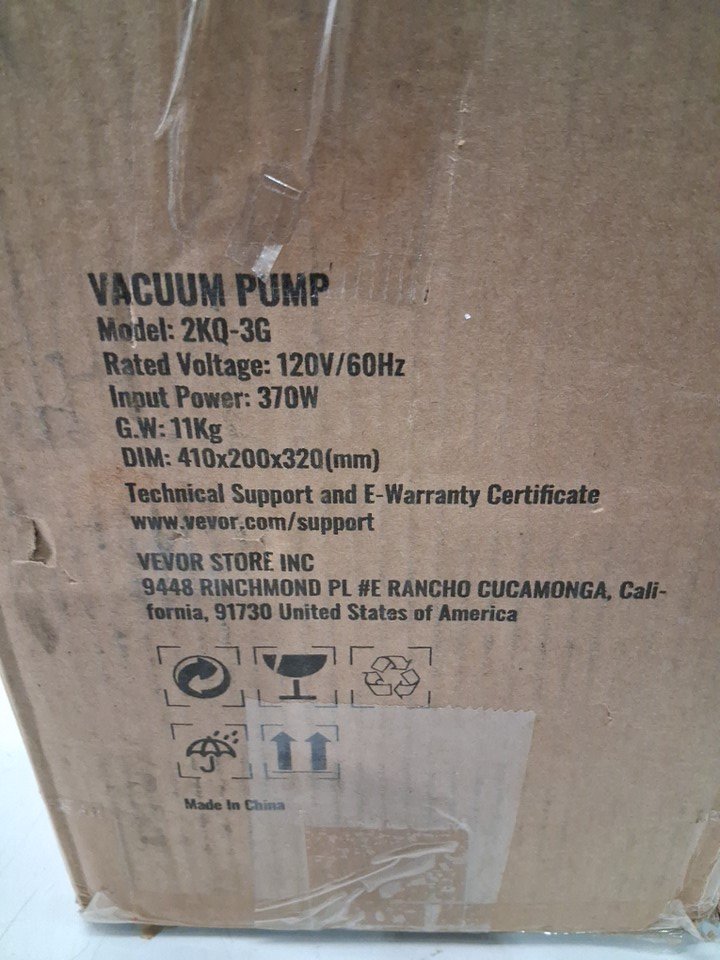 VACUUM PUMP
Model: 2KQ-3G
Rated Voltage: 120V/60Hz
Input Power: 370W
G.W: 11Kg
DIM: 410x200x320(mm)
Technical Support and E-Warranty Certificate
www.vevor.com/support
VEVOR STORE INC
9448 RINCHMOND PL #E RANCHO CUCAMONGA, Cali-
fornia, 91730 United States of America
Made In China